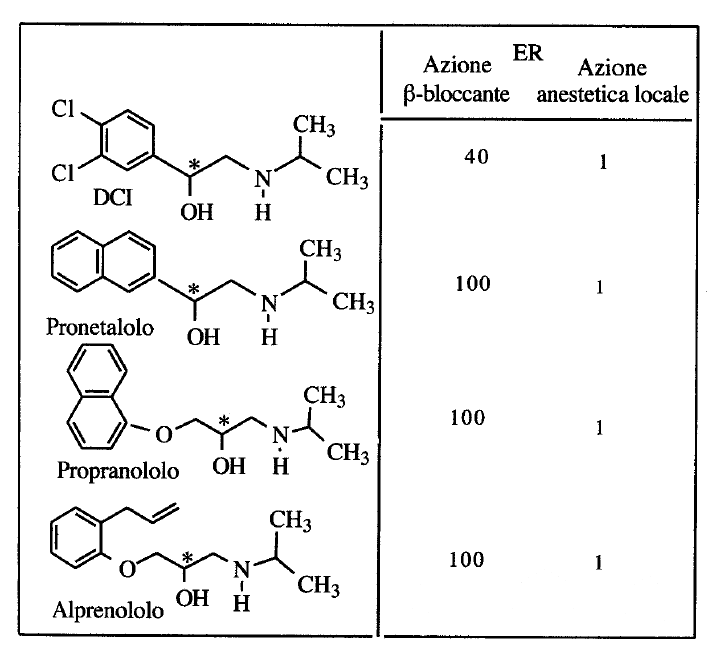 ER
Azione
β-bloccante
Azione
anestetica locale
Cl
Cl
*
OH
N
H
CH3
CH3
DCI
40
1
*
OH
N
H
CH3
CH3
Pronetalolo
100
1
O
*
OH
N
H
CH3
CH3
Propranololo
100
1
O
*
OH
N
H
CH3
CH3
Alprenololo
100
1